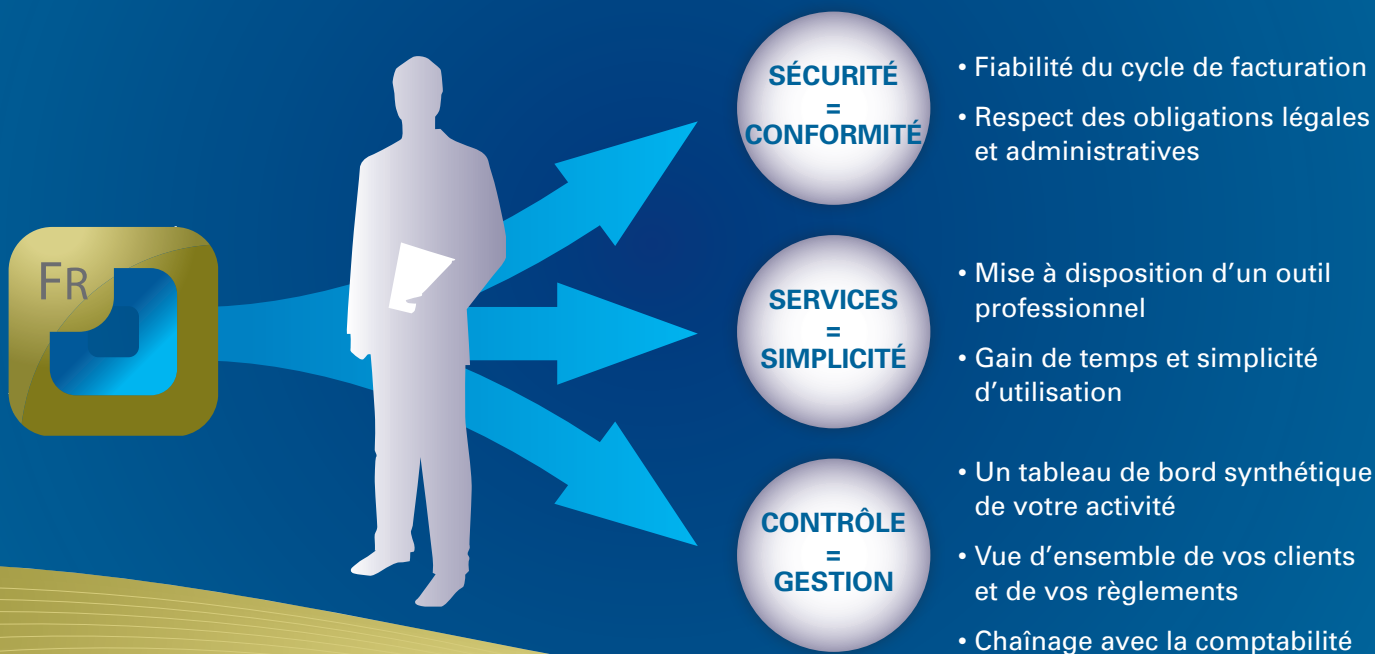 FR
SÉCURITÉ
=
CONFORMITÉ
• Fiabilité du cycle de facturation
• Respect des obligations légales
et administratives
SERVICES
=
SIMPLICITÉ
• Mise à disposition d’un outil
professionnel
• Gain de temps et simplicité
d’utilisation
CONTRÔLE
=
GESTION
• Un tableau de bord synthétique
de votre activité
• Vue d’ensemble de vos clients
et de vos règlements
• Chaînage avec la comptabilité